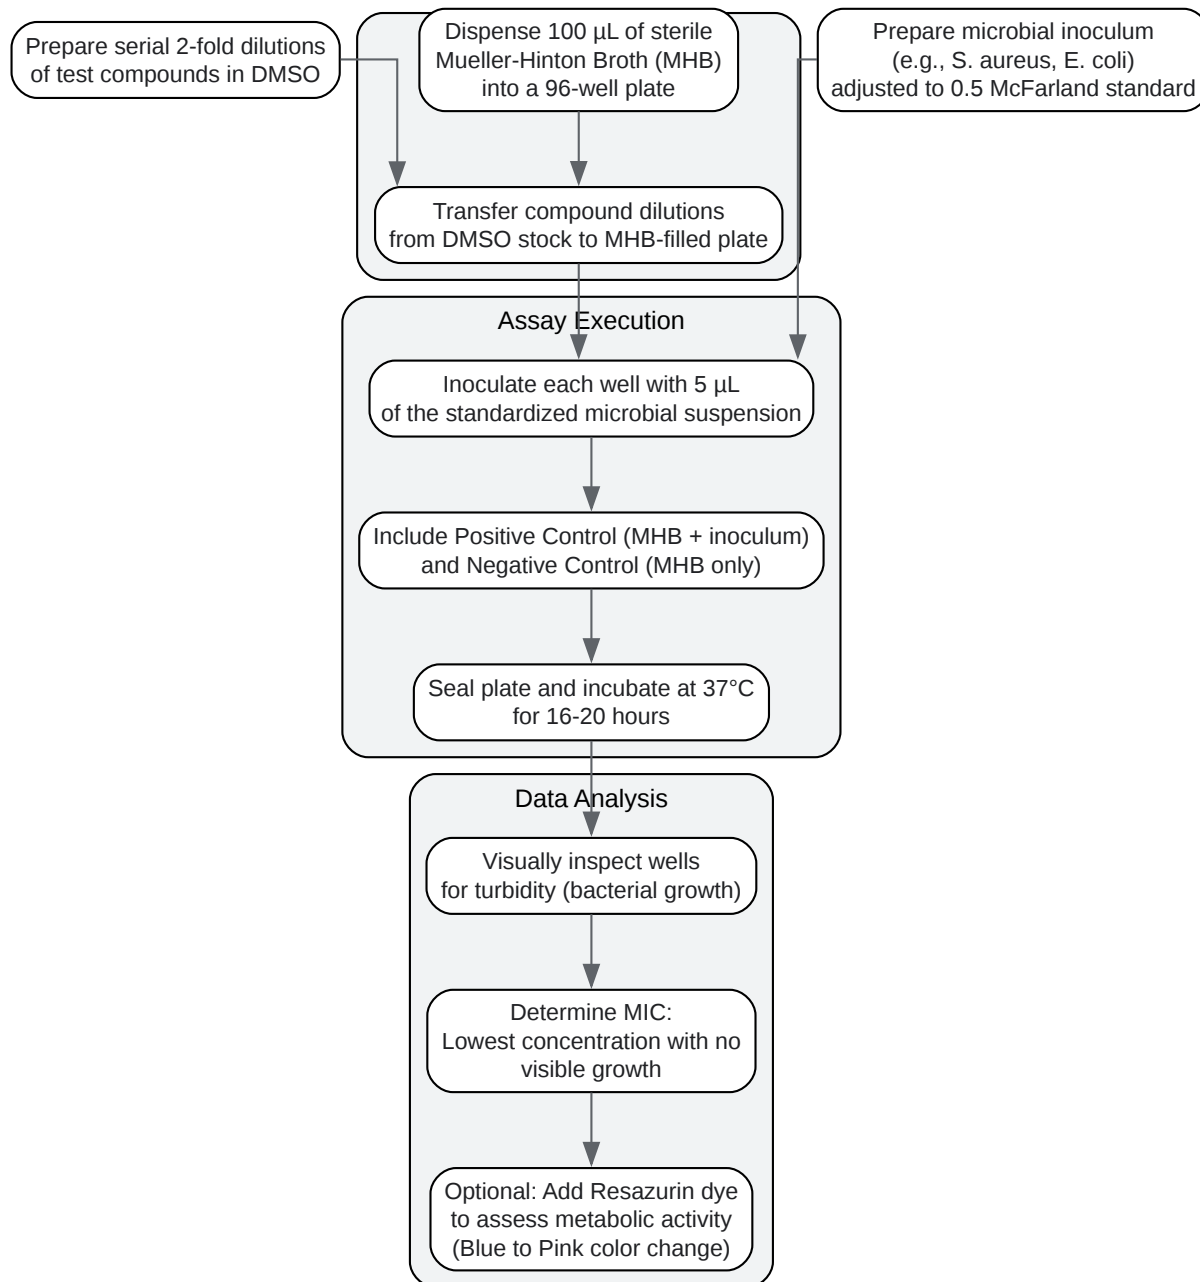 Prepare serial 2-fold dilutions
of test compounds in DMSO
Dispense 100 µL of sterile
Mueller-Hinton Broth (MHB)
into a 96-well plate
Prepare microbial inoculum
(e.g., S. aureus, E. coli)
adjusted to 0.5 McFarland standard
Transfer compound dilutions
from DMSO stock to MHB-filled plate
Assay Execution
Inoculate each well with 5 µL
of the standardized microbial suspension
Include Positive Control (MHB + inoculum)
and Negative Control (MHB only)
Seal plate and incubate at 37°C
for 16-20 hours
Data Analysis
Visually inspect wells
for turbidity (bacterial growth)
Determine MIC:
Lowest concentration with no
visible growth
Optional: Add Resazurin dye
to assess metabolic activity
(Blue to Pink color change)